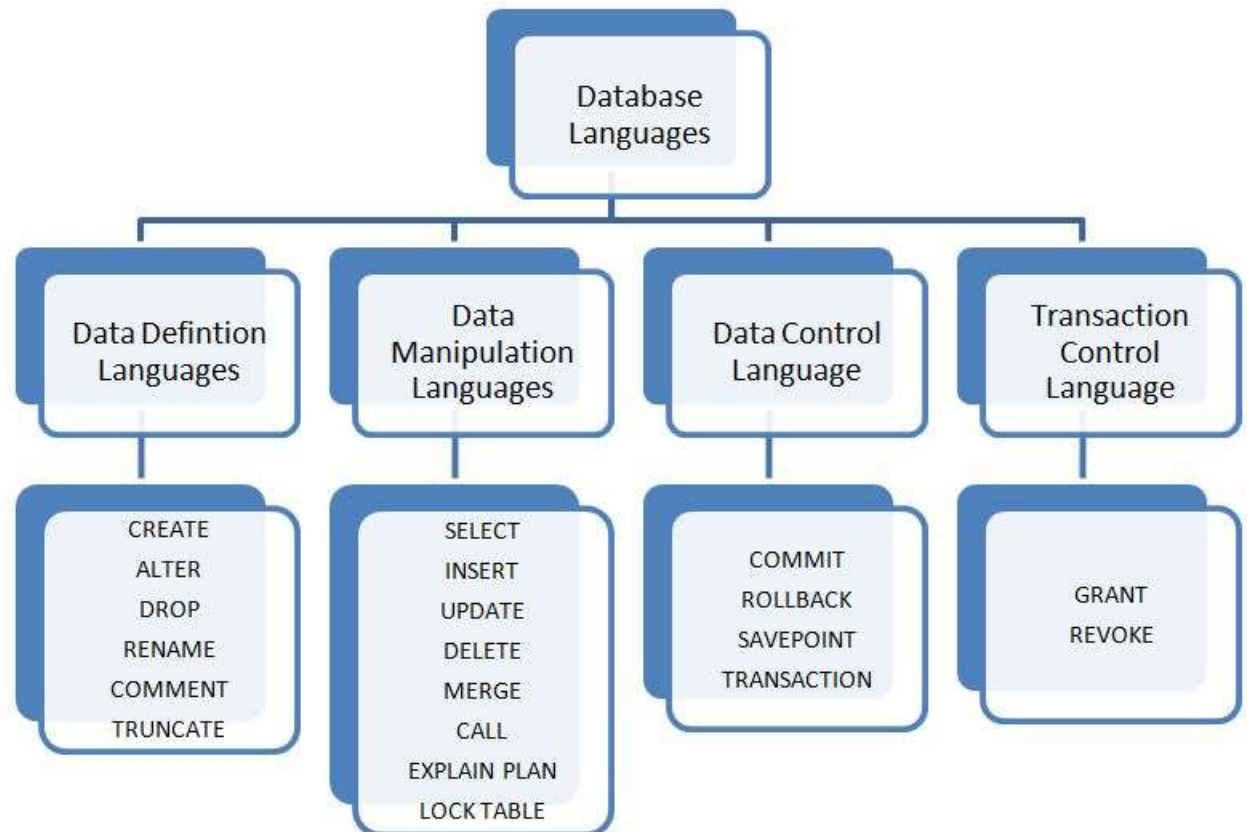 Database
Languages
Data Defintion
Languages
Data
Manipulation
Languages
Data Control
Language
Transaction
Control
Language
CREATE
ALTER
DROP
RENAME
COMMENT
TRUNCATE
SELECT
INSERT
UPDATE
DELETE
MERGE
CALL
EXPLAIN PLAN
LOCK TABLE
COMMIT
ROLLBACK
SAVEPOINT
TRANSACTION
GRANT
REVOKE